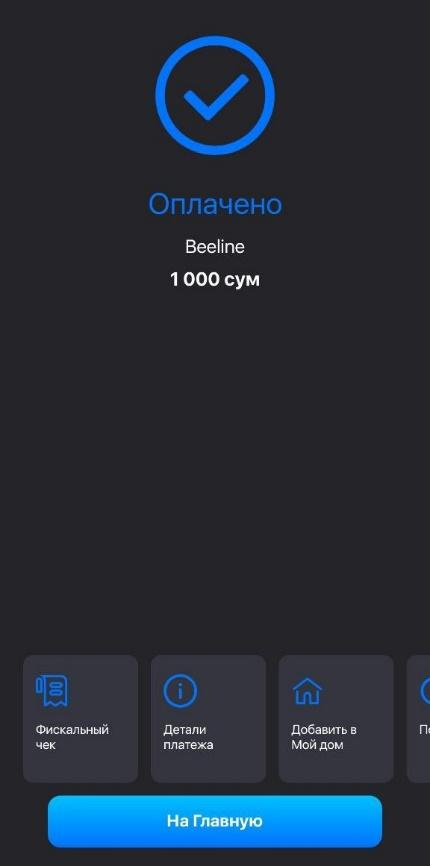 Оплачено
Beeline
1 000 сум
Фискальный
чек
Детали
платежа
Добавить в
Мой дом
На Главную